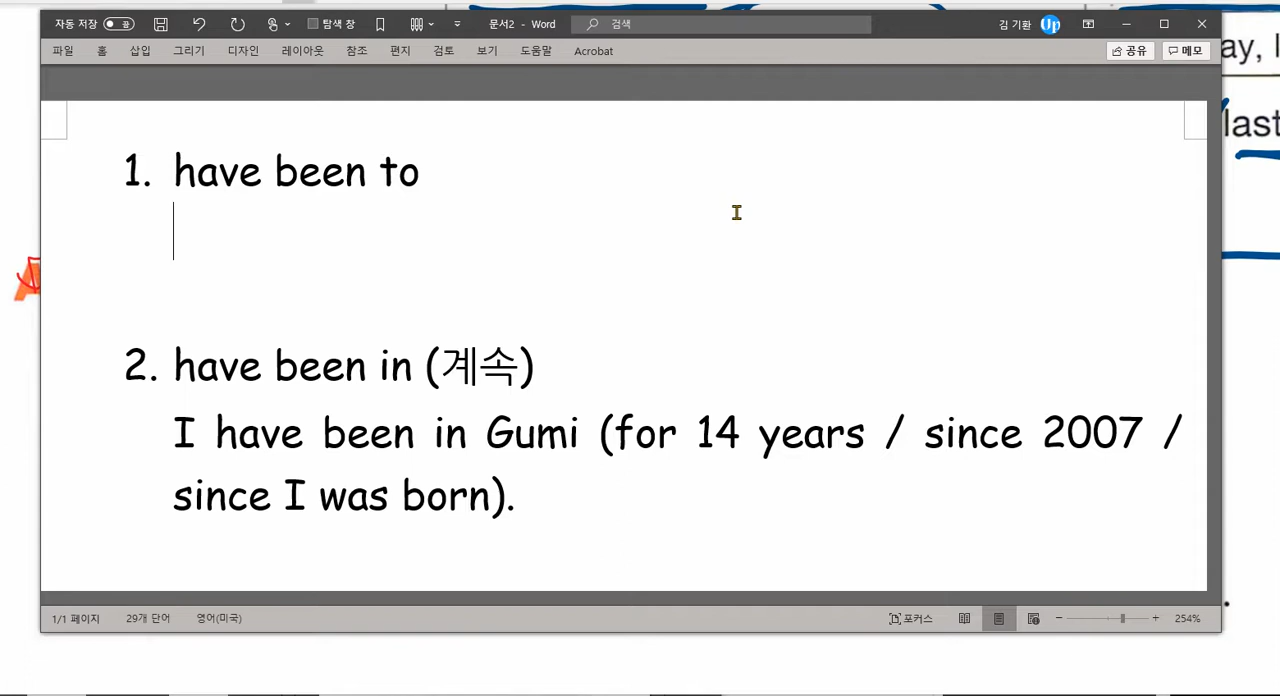 자동 저장 끔 탐색 창 문서2 - Word 검색 김 기환 Up
파일 홈 삽입 그리기 디자인 레이아웃 참조 편지 검토 보기 도움말 Acrobat 공유 메모
ay, l
last
1. have been to
2. have been in (계속)
I have been in Gumi (for 14 years / since 2007 /
since I was born).
1/1 페이지 29개 단어 영어(미국) 포커스 254%